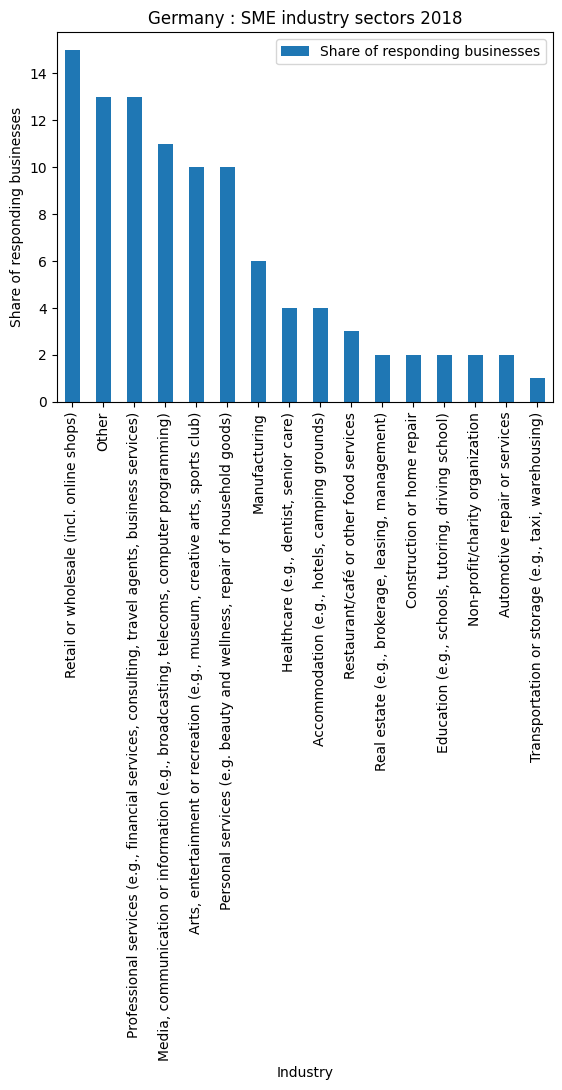 Germany : SME industry sectors 2018
Share of responding businesses
Share of responding businesses
14
12
10
8
6
4
2
0
Retail or wholesale (incl. online shops)
Other
Professional services (e.g., financial services, consulting, travel agents, business services)
Media, communication or information (e.g., broadcasting, telecoms, computer programming)
Arts, entertainment or recreation (e.g., museum, creative arts, sports club)
Personal services (e.g. beauty and wellness, repair of household goods)
Manufacturing
Healthcare (e.g., dentist, senior care)
Accommodation (e.g., hotels, camping grounds)
Restaurant/café or other food services
Real estate (e.g., brokerage, leasing, management)
Construction or home repair
Education (e.g., schools, tutoring, driving school)
Non-profit/charity organization
Automotive repair or services
Transportation or storage (e.g., taxi, warehousing)
Industry